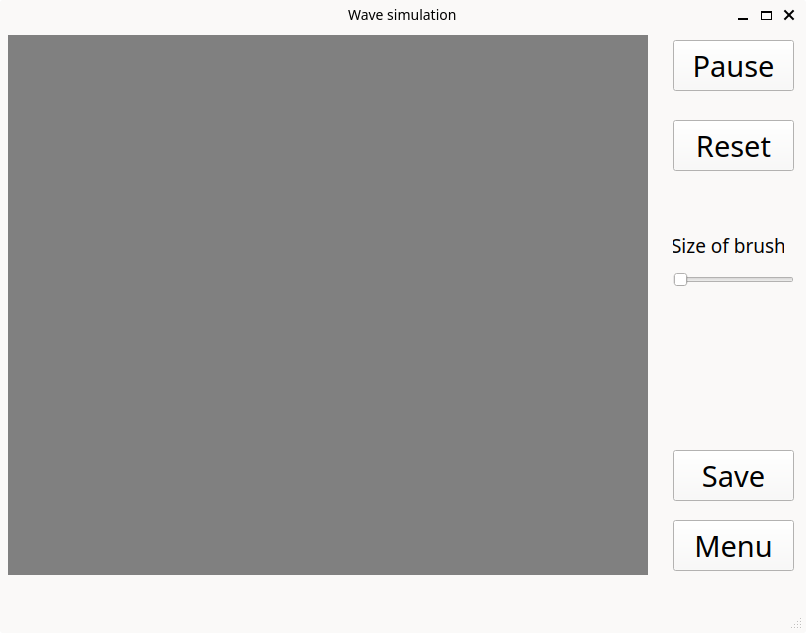 Wave simulation
Pause
Reset
Size of brush
Save
Menu